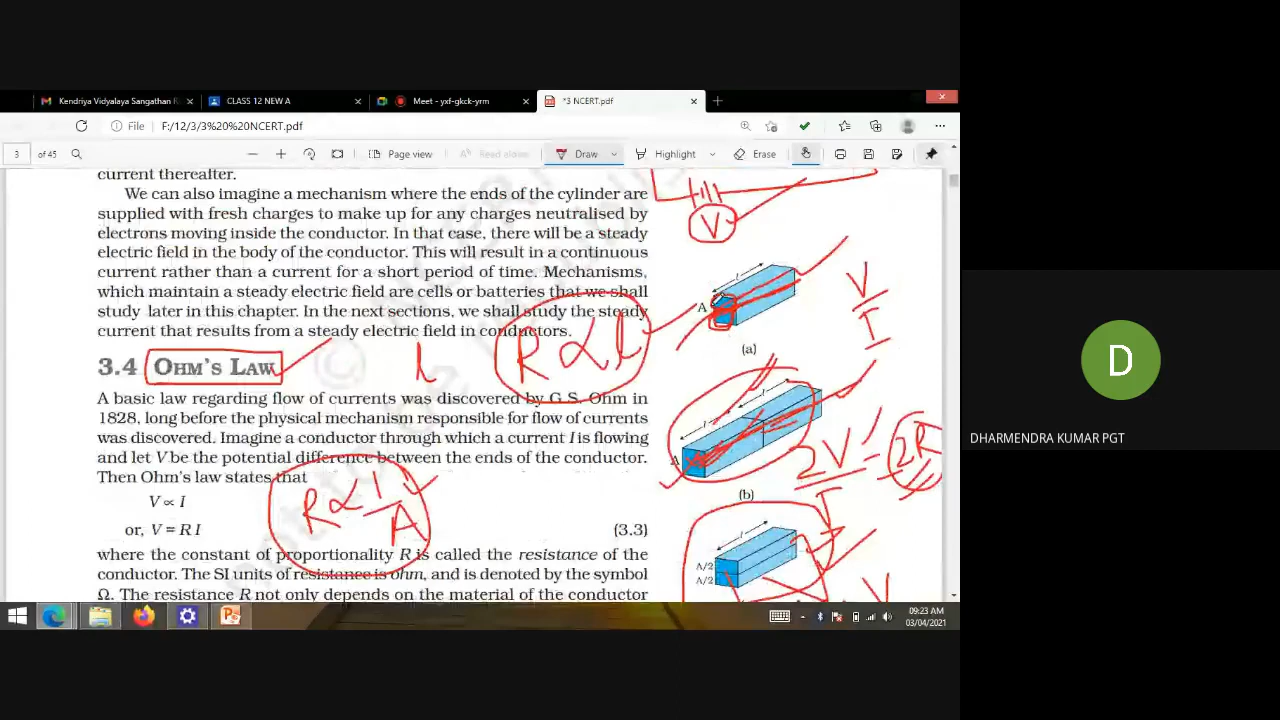 Kendriya Vidyalaya Sangathan R
CLASS 12 NEW A
Meet - yxf-gkck-yrm
*3 NCERT.pdf
File
F:/12/3/3%20%20NCERT.pdf
3
of 45
Page view
Read aloud
Draw
Highlight
Erase
current thereafter.
We can also imagine a mechanism where the ends of the cylinder are
supplied with fresh charges to make up for any charges neutralised by
electrons moving inside the conductor. In that case, there will be a steady
electric field in the body of the conductor. This will result in a continuous
current rather than a current for a short period of time. Mechanisms,
which maintain a steady electric field are cells or batteries that we shall
study later in this chapter. In the next sections, we shall study the steady
current that results from a steady electric field in conductors.
R ∝ l
l
3.4 OHM'S LAW
A basic law regarding flow of currents was discovered by G.S. Ohm in
1828, long before the physical mechanism responsible for flow of currents
was discovered. Imagine a conductor through which a current I is flowing
and let V be the potential difference between the ends of the conductor.
Then Ohm's law states that
V ∝ I
or, V = R I (3.3)
R ∝ 1/A
where the constant of proportionality R is called the resistance of the
conductor. The SI units of resistance is ohm, and is denoted by the symbol
Ω. The resistance R not only depends on the material of the conductor
V
l
A
V/I
(a)
l
l
A
2V/I = 2R
(b)
l
A/2
A/2
V
DHARMENDRA KUMAR PGT
D
09:23 AM
03/04/2021